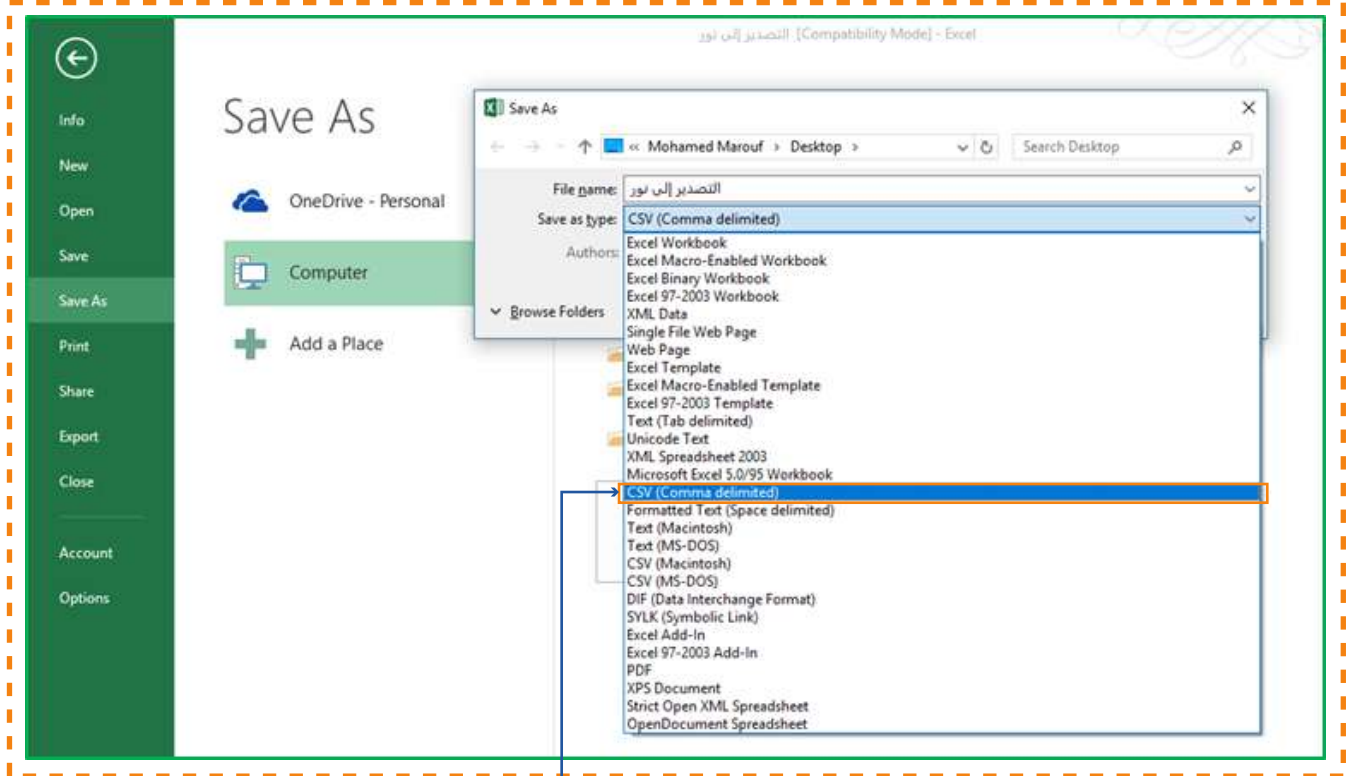 التصدير إلى نور [Compatibility Mode] - Excel
Info
New
Open
Save
Save As
Print
Share
Export
Close
Account
Options
Save As
OneDrive - Personal
Computer
Add a Place
Save As
« Mohamed Marouf › Desktop ›
Search Desktop
File name: التصدير إلى نور
Save as type: CSV (Comma delimited)
Authors:
Browse Folders
Excel Workbook
Excel Macro-Enabled Workbook
Excel Binary Workbook
Excel 97-2003 Workbook
XML Data
Single File Web Page
Web Page
Excel Template
Excel Macro-Enabled Template
Excel 97-2003 Template
Text (Tab delimited)
Unicode Text
XML Spreadsheet 2003
Microsoft Excel 5.0/95 Workbook
CSV (Comma delimited)
Formatted Text (Space delimited)
Text (Macintosh)
Text (MS-DOS)
CSV (Macintosh)
CSV (MS-DOS)
DIF (Data Interchange Format)
SYLK (Symbolic Link)
Excel Add-In
Excel 97-2003 Add-In
PDF
XPS Document
Strict Open XML Spreadsheet
OpenDocument Spreadsheet